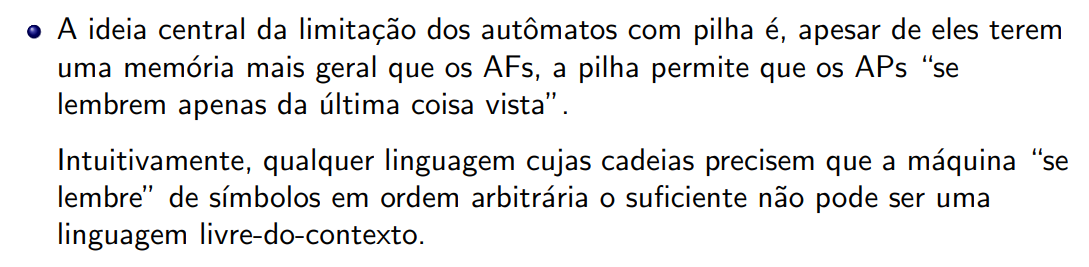 A ideia central da limitação dos autômatos com pilha é, apesar de eles terem
uma memória mais geral que os AFs, a pilha permite que os APs “se
lembrem apenas da última coisa vista”.
Intuitivamente, qualquer linguagem cujas cadeias precisem que a máquina “se
lembre” de símbolos em ordem arbitrária o suficiente não pode ser uma
linguagem livre-do-contexto.